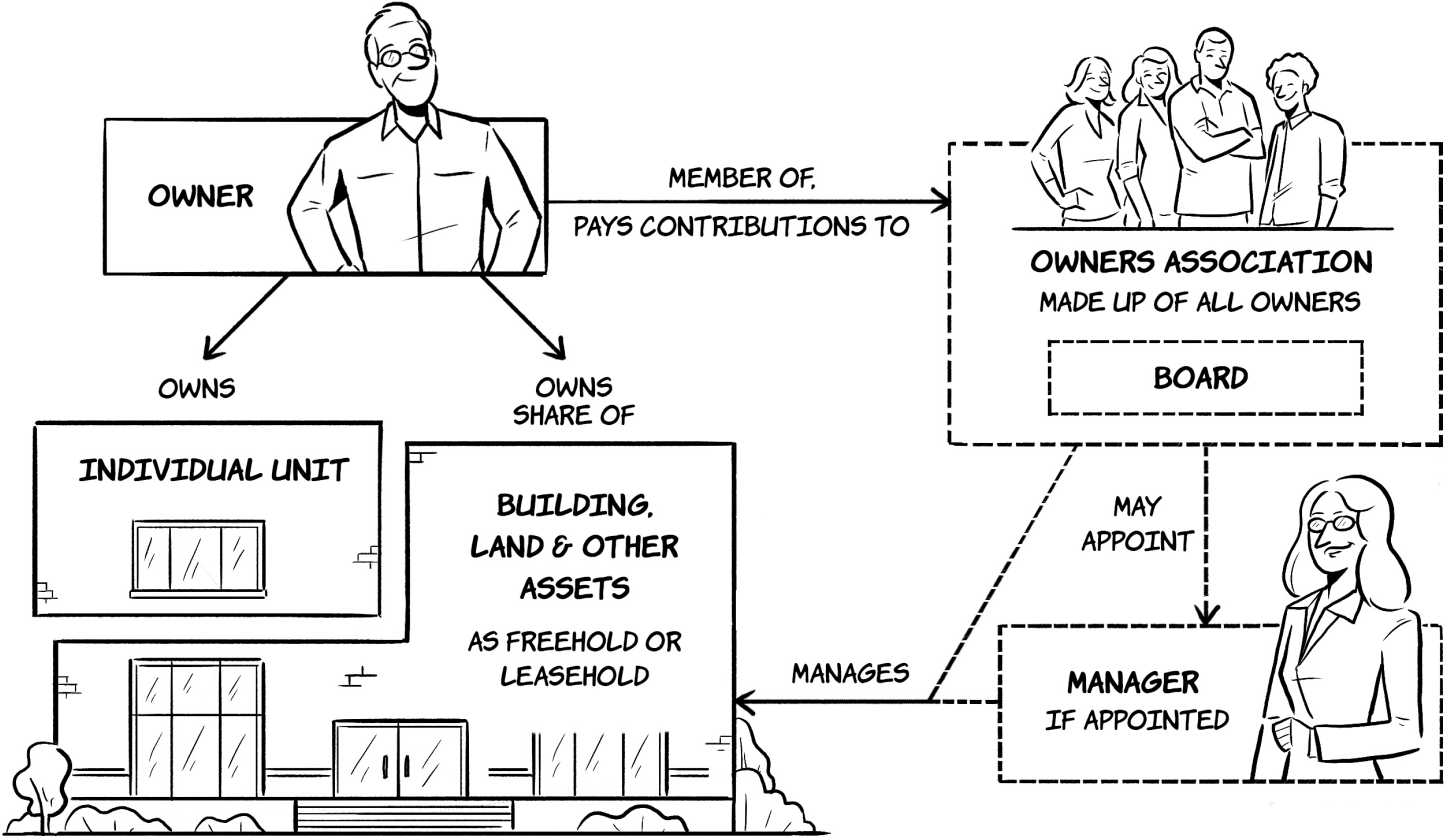 OWNER
MEMBER OF,
PAYS CONTRIBUTIONS TO
OWNERS ASSOCIATION
MADE UP OF ALL OWNERS
BOARD
OWNS
OWNS
SHARE OF
INDIVIDUAL UNIT
BUILDING,
LAND & OTHER
ASSETS
AS FREEHOLD OR
LEASEHOLD
MAY
APPOINT
MANAGES
MANAGER
IF APPOINTED